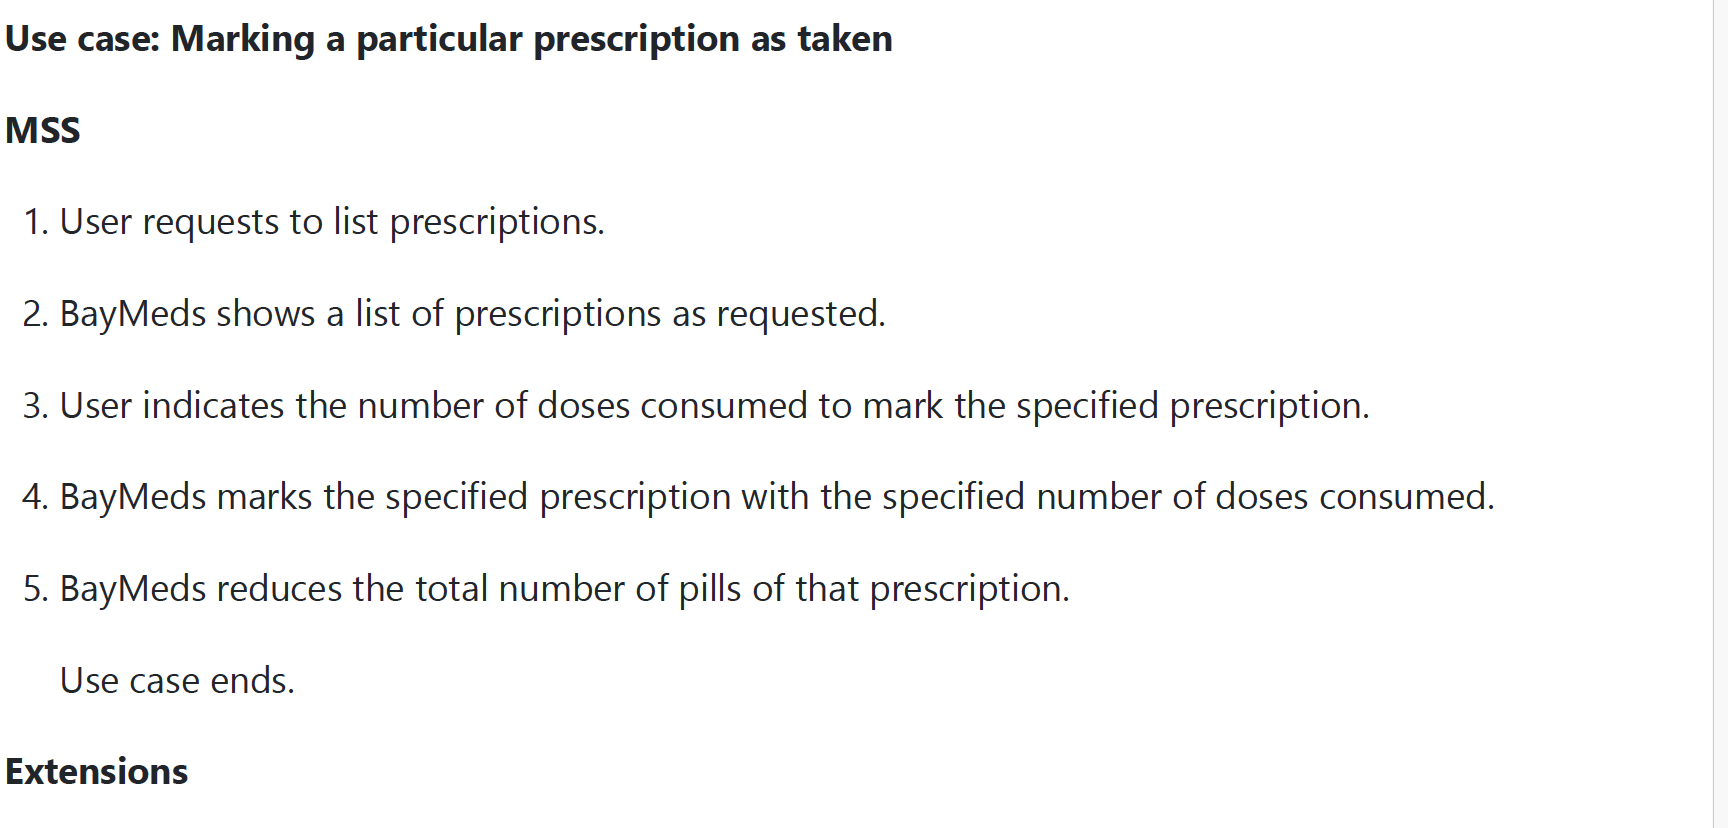 Use case: Marking a particular prescription as taken
MSS
1. User requests to list prescriptions.
2. BayMeds shows a list of prescriptions as requested.
3. User indicates the number of doses consumed to mark the specified prescription.
4. BayMeds marks the specified prescription with the specified number of doses consumed.
5. BayMeds reduces the total number of pills of that prescription.
Use case ends.
Extensions